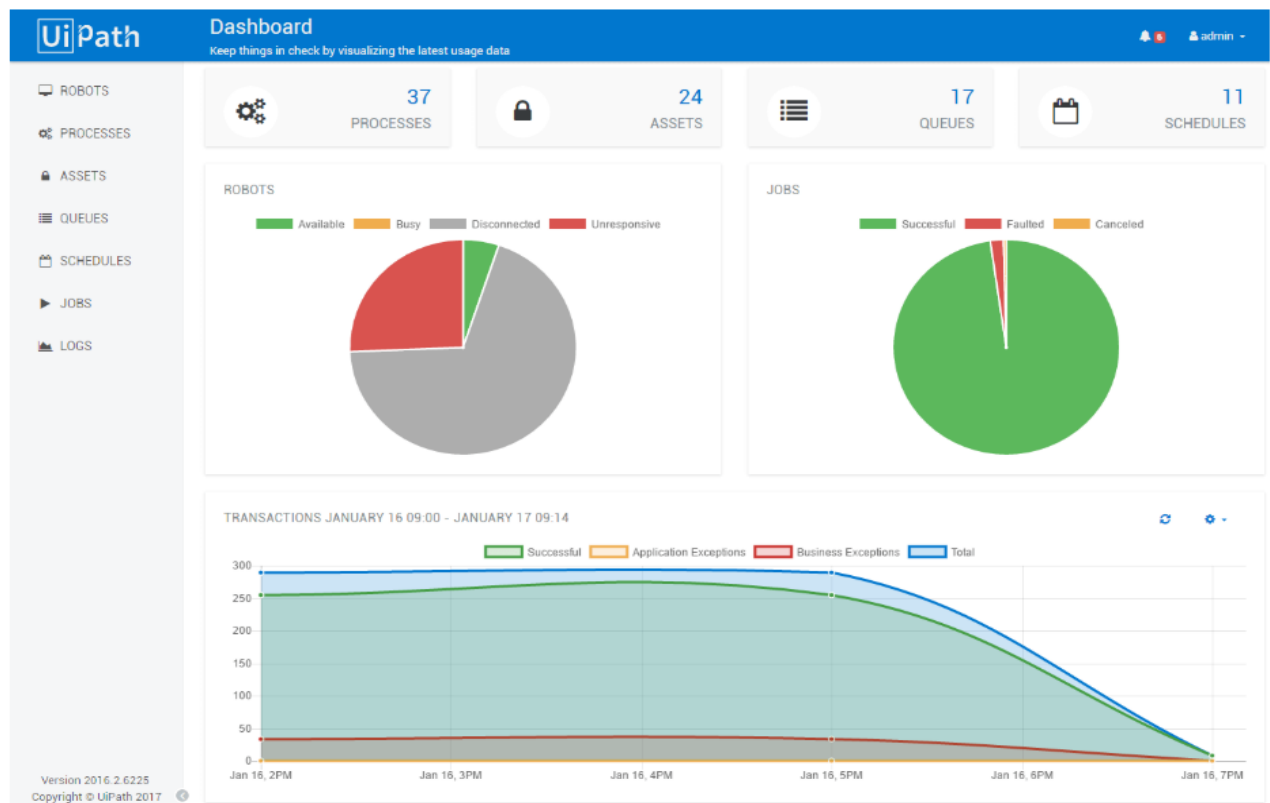 UiPath
Dashboard
Keep things in check by visualizing the latest usage data
6
admin
ROBOTS
PROCESSES
ASSETS
QUEUES
SCHEDULES
JOBS
LOGS
37
PROCESSES
24
ASSETS
17
QUEUES
11
SCHEDULES
ROBOTS
Available Busy Disconnected Unresponsive
JOBS
Successful Faulted Canceled
TRANSACTIONS JANUARY 16 09:00 - JANUARY 17 09:14
Successful Application Exceptions Business Exceptions Total
300
250
200
150
100
50
0
Jan 16, 2PM Jan 16, 3PM Jan 16, 4PM Jan 16, 5PM Jan 16, 6PM Jan 16, 7PM
Version 2016.2.6225
Copyright © UiPath 2017